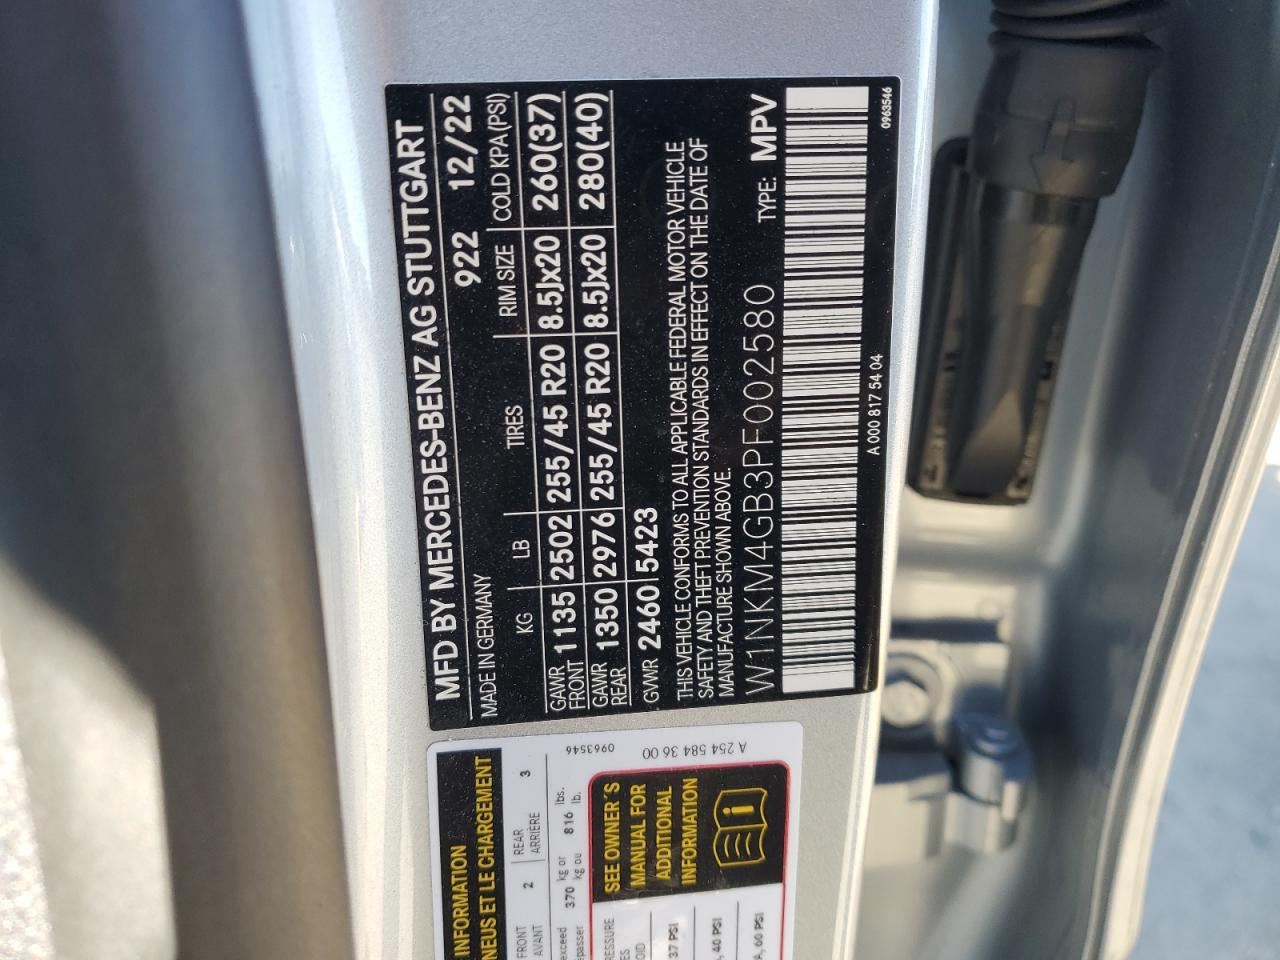 MFD BY MERCEDES-BENZ AG STUTTGART
MADE IN GERMANY 922 12/22
KG LB TIRES RIM SIZE COLD KPA(PSI)
GAWR FRONT 1135 2502 255/45 R20 8.5Jx20 260(37)
GAWR REAR 1350 2976 255/45 R20 8.5Jx20 280(40)
GVWR 2460 5423
THIS VEHICLE CONFORMS TO ALL APPLICABLE FEDERAL MOTOR VEHICLE
SAFETY AND THEFT PREVENTION STANDARDS IN EFFECT ON THE DATE OF
MANUFACTURE SHOWN ABOVE.
W1NKM4GB3PF002580 TYPE: MPV
A 000 817 54 04
0963546
INFORMATION
NEUS ET LE CHARGEMENT
FRONT 2 REAR 3
AVANT ARRIÈRE
exceed 370 kg or 816 lbs.
kg ou lb.
SEE OWNER'S
MANUAL FOR
ADDITIONAL
INFORMATION
37 PSI
40 PSI
60 PSI
0963546
A 254 584 36 00